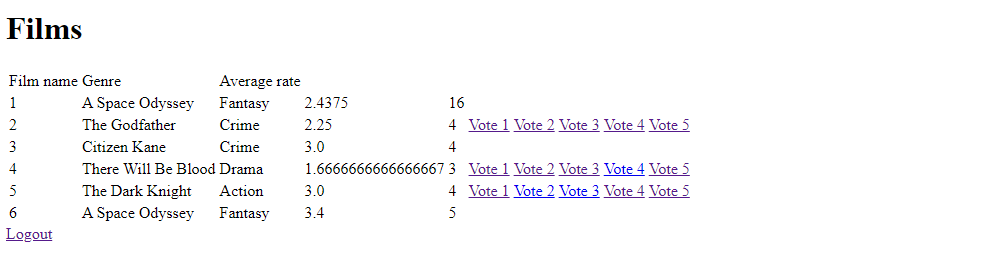 Films
Film name Genre Average rate
1 A Space Odyssey Fantasy 2.4375 16
2 The Godfather Crime 2.25 4 Vote 1 Vote 2 Vote 3 Vote 4 Vote 5
3 Citizen Kane Crime 3.0 4
4 There Will Be Blood Drama 1.6666666666666667 3 Vote 1 Vote 2 Vote 3 Vote 4 Vote 5
5 The Dark Knight Action 3.0 4 Vote 1 Vote 2 Vote 3 Vote 4 Vote 5
6 A Space Odyssey Fantasy 3.4 5
Logout